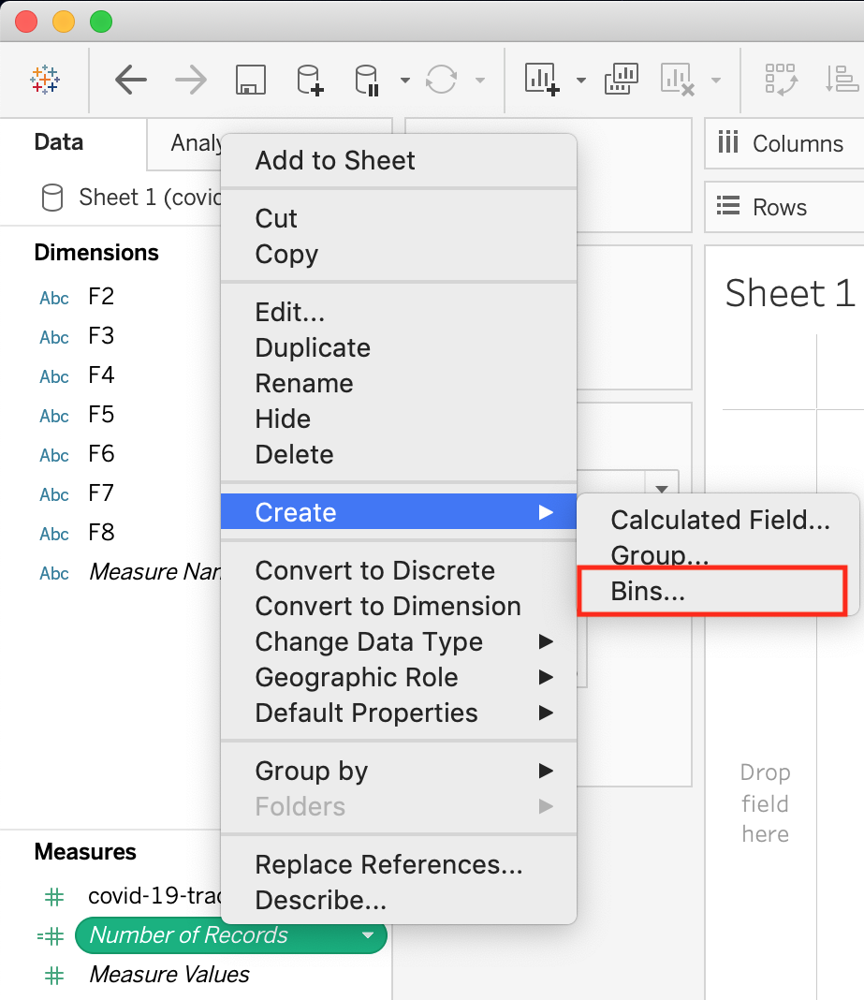 Data
Analy
Sheet 1 (covid
Dimensions
Abc F2
Abc F3
Abc F4
Abc F5
Abc F6
Abc F7
Abc F8
Abc Measure Nam
Measures
covid-19-trac
Number of Records
Measure Values
Add to Sheet
Cut
Copy
Edit...
Duplicate
Rename
Hide
Delete
Create
Convert to Discrete
Convert to Dimension
Change Data Type
Geographic Role
Default Properties
Group by
Folders
Replace References...
Describe...
Calculated Field...
Group...
Bins...
Columns
Rows
Sheet 1
Drop
field
here